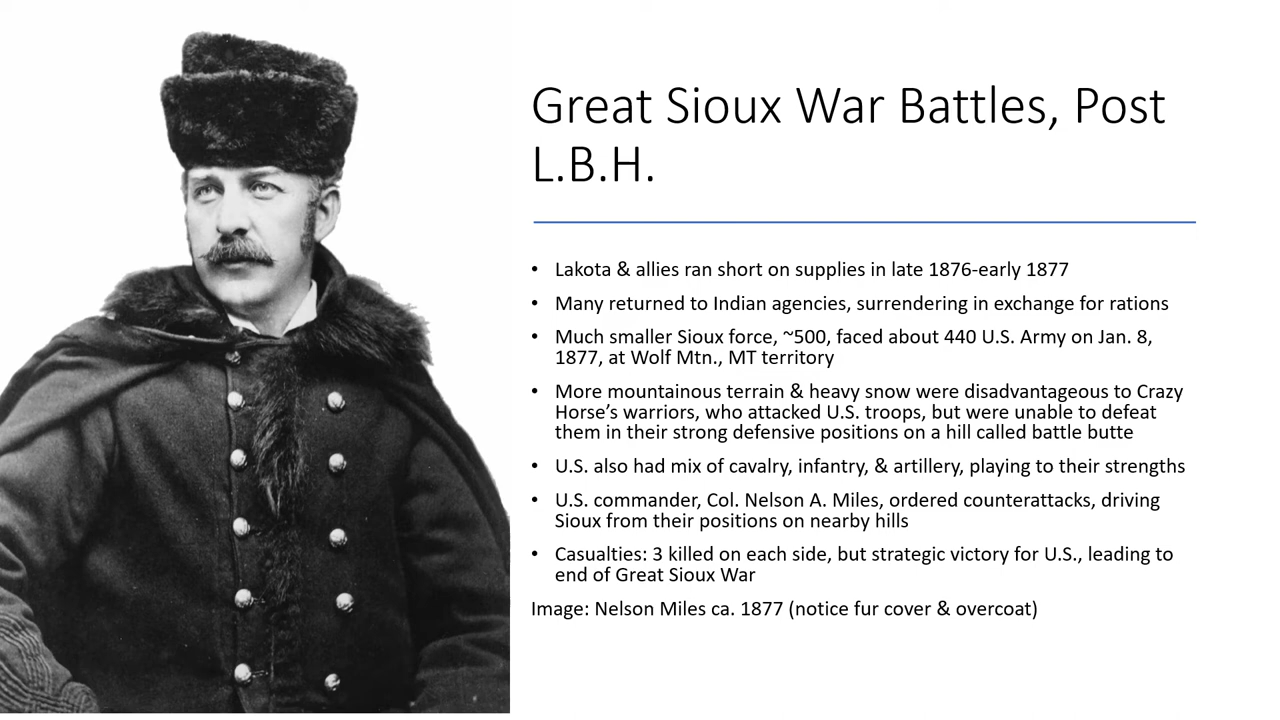 Great Sioux War Battles, Post
L.B.H.
• Lakota & allies ran short on supplies in late 1876-early 1877
• Many returned to Indian agencies, surrendering in exchange for rations
• Much smaller Sioux force, ~500, faced about 440 U.S. Army on Jan. 8,
1877, at Wolf Mtn., MT territory
• More mountainous terrain & heavy snow were disadvantageous to Crazy
Horse’s warriors, who attacked U.S. troops, but were unable to defeat
them in their strong defensive positions on a hill called battle butte
• U.S. also had mix of cavalry, infantry, & artillery, playing to their strengths
• U.S. commander, Col. Nelson A. Miles, ordered counterattacks, driving
Sioux from their positions on nearby hills
• Casualties: 3 killed on each side, but strategic victory for U.S., leading to
end of Great Sioux War
Image: Nelson Miles ca. 1877 (notice fur cover & overcoat)